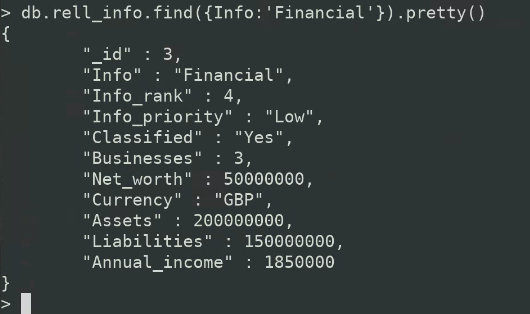 > db.rell_info.find({Info:'Financial'}).pretty()
{
        "_id" : 3,
        "Info" : "Financial",
        "Info_rank" : 4,
        "Info_priority" : "Low",
        "Classified" : "Yes",
        "Businesses" : 3,
        "Net_worth" : 50000000,
        "Currency" : "GBP",
        "Assets" : 200000000,
        "Liabilities" : 150000000,
        "Annual_income" : 1850000
}
>